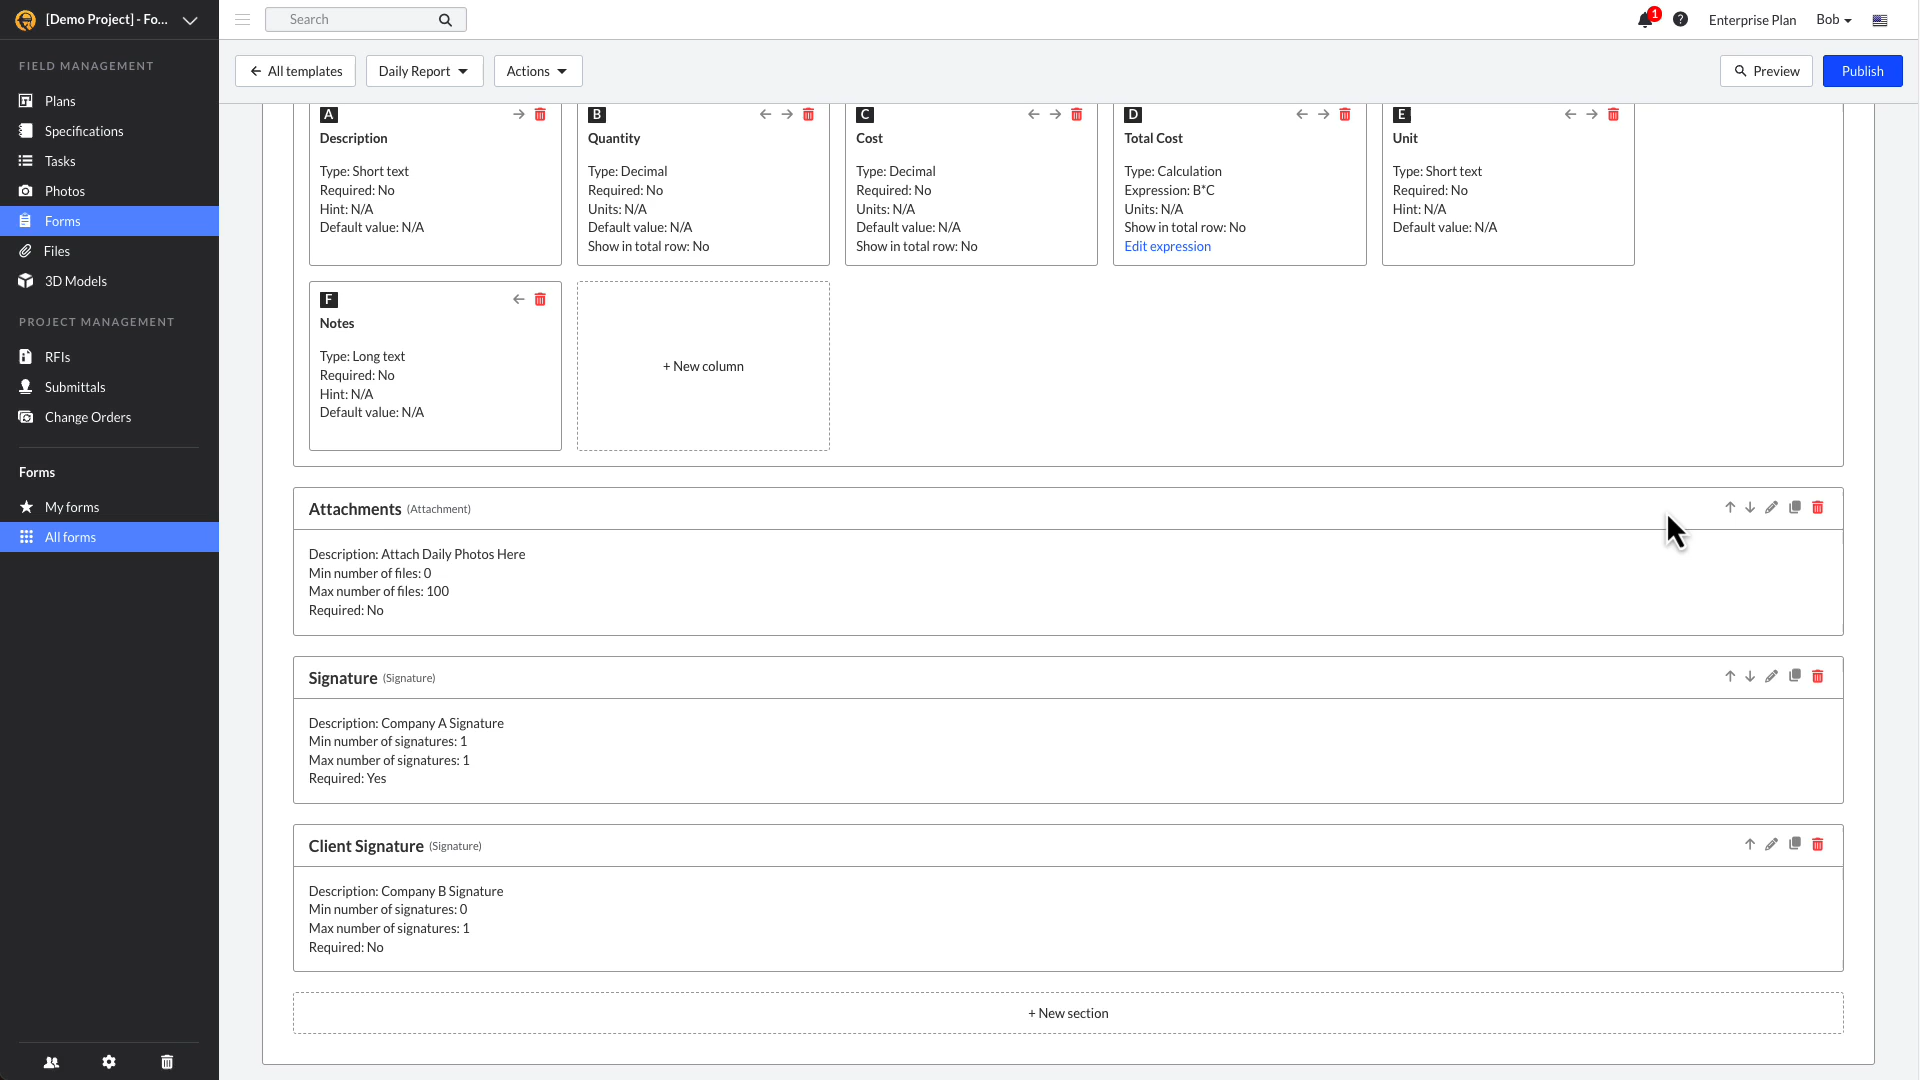 [Demo Project] - Fo...
Search
1
?
Enterprise Plan
Bob
FIELD MANAGEMENT
Plans
Specifications
Tasks
Photos
Forms
Files
3D Models
PROJECT MANAGEMENT
RFIs
Submittals
Change Orders
Forms
My forms
All forms
All templates
Daily Report
Actions
Preview
Publish
A
Description
Type: Short text
Required: No
Hint: N/A
Default value: N/A
B
Quantity
Type: Decimal
Required: No
Units: N/A
Default value: N/A
Show in total row: No
C
Cost
Type: Decimal
Required: No
Units: N/A
Default value: N/A
Show in total row: No
D
Total Cost
Type: Calculation
Expression: B*C
Units: N/A
Show in total row: No
Edit expression
E
Unit
Type: Short text
Required: No
Hint: N/A
Default value: N/A
F
Notes
Type: Long text
Required: No
Hint: N/A
Default value: N/A
+ New column
Attachments (Attachment)
Description: Attach Daily Photos Here
Min number of files: 0
Max number of files: 100
Required: No
Signature (Signature)
Description: Company A Signature
Min number of signatures: 1
Max number of signatures: 1
Required: Yes
Client Signature (Signature)
Description: Company B Signature
Min number of signatures: 0
Max number of signatures: 1
Required: No
+ New section